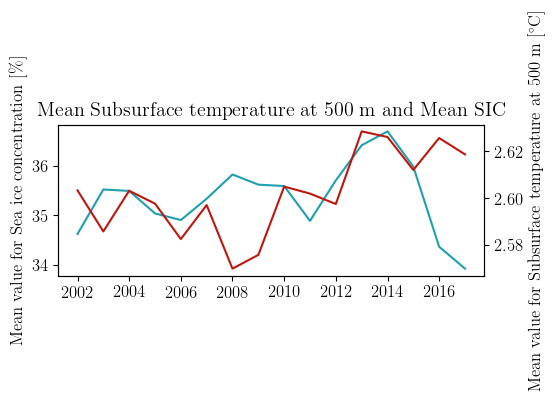 Mean Subsurface temperature at 500 m and Mean SIC
Mean value for Sea ice concentration [%]
36
35
34
2002 2004 2006 2008 2010 2012 2014 2016
2.62
2.60
2.58
Mean value for Subsurface temperature at 500 m [°C]